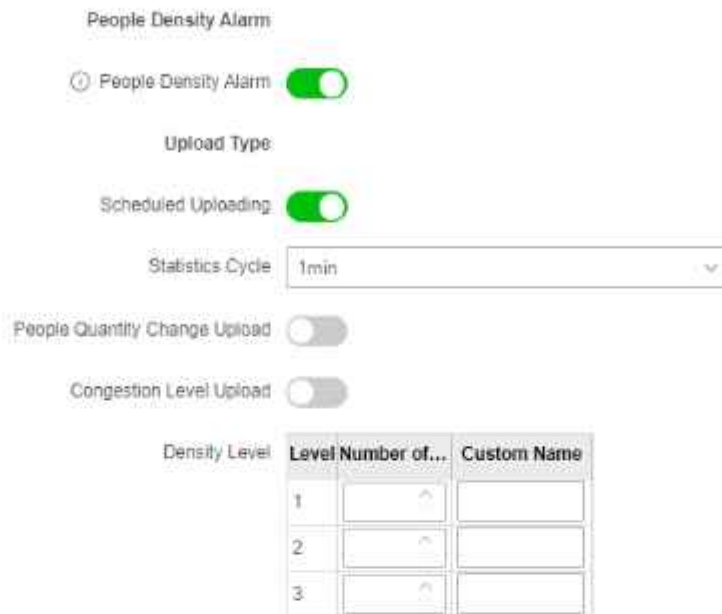 People Density Alarm
People Density Alarm
Upload Type
Scheduled Uploading
Statistics Cycle 1min
People Quantity Change Upload
Congestion Level Upload
Density Level Level Number of... Custom Name
1
2
3